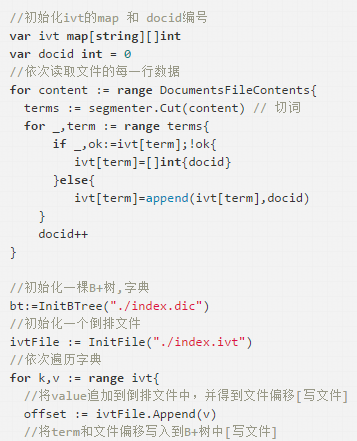 //初始化ivt的map 和 docid编号
var ivt map[string][]int
var docid int = 0
//依次读取文件的每一行数据
for content := range DocumentsFileContents{
  terms := segmenter.Cut(content) // 切词
  for _,term := range terms{
      if _,ok:=ivt[term];!ok{
         ivt[term]=[]int{docid}
      }else{
         ivt[term]=append(ivt[term],docid)
    }
    docid++
}
//初始化一棵B+树,字典
bt:=InitBTree("./index.dic")
//初始化一个倒排文件
ivtFile := InitFile("./index.ivt")
//依次遍历字典
for k,v := range ivt{
  //将value追加到倒排文件中，并得到文件偏移[写文件]
  offset := ivtFile.Append(v)
  //将term和文件偏移写入到B+树中[写文件]